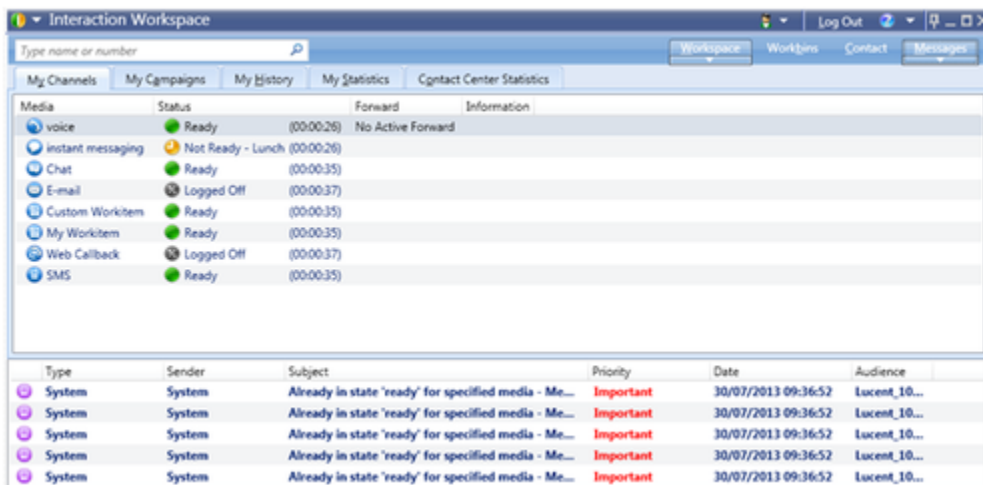 Interaction Workspace Log Out
Type name or number Workspace Workbins Contact Messages
My Channels My Campaigns My History My Statistics Contact Center Statistics
Media Status Forward Information
voice Ready (00:00:26) No Active Forward
instant messaging Not Ready - Lunch (00:00:26)
Chat Ready (00:00:35)
E-mail Logged Off (00:00:37)
Custom Workitem Ready (00:00:35)
My Workitem Ready (00:00:35)
Web Callback Logged Off (00:00:37)
SMS Ready (00:00:35)
Type Sender Subject Priority Date Audience
System System Already in state 'ready' for specified media - Me... Important 30/07/2013 09:36:52 Lucent_10...
System System Already in state 'ready' for specified media - Me... Important 30/07/2013 09:36:52 Lucent_10...
System System Already in state 'ready' for specified media - Me... Important 30/07/2013 09:36:52 Lucent_10...
System System Already in state 'ready' for specified media - Me... Important 30/07/2013 09:36:52 Lucent_10...
System System Already in state 'ready' for specified media - Me... Important 30/07/2013 09:36:52 Lucent_10...